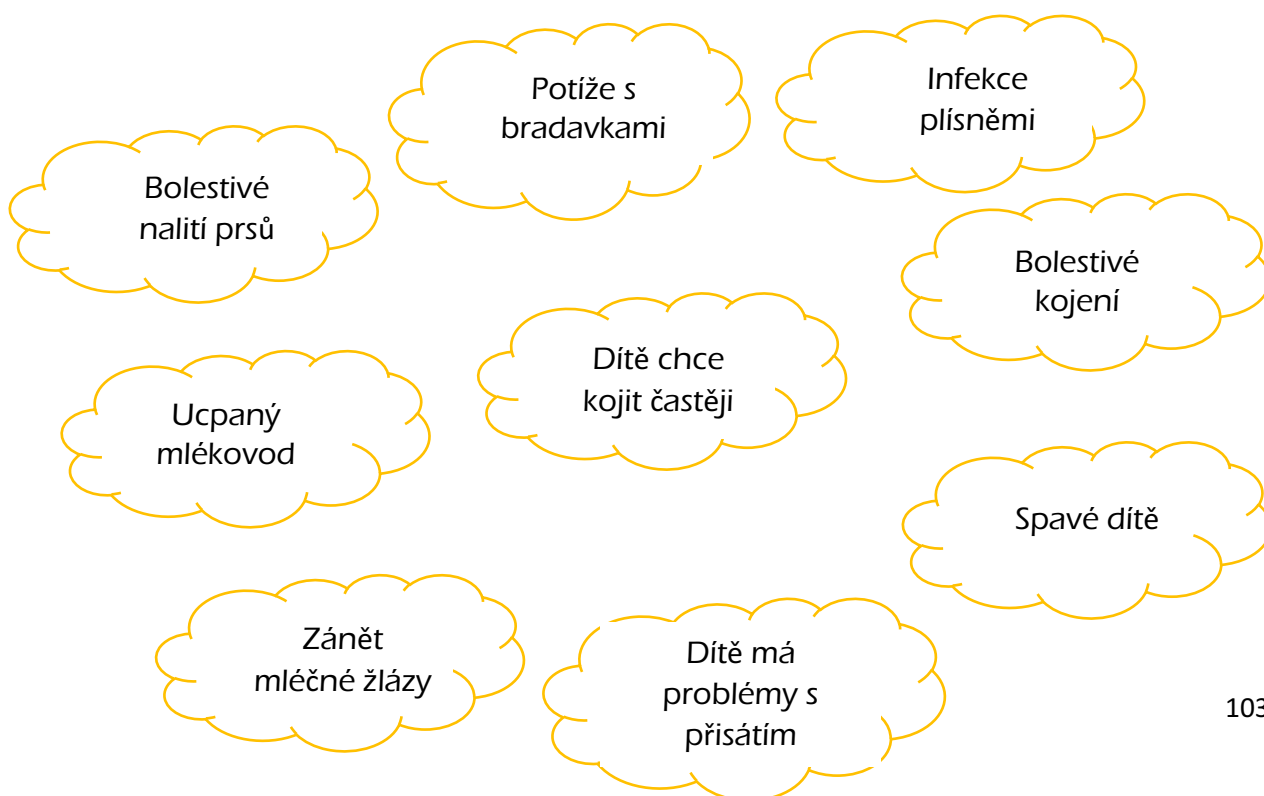 Potíže s
bradavkami
Infekce
plísněmi
Bolestivé
nalití prsů
Bolestivé
kojení
Dítě chce
kojit častěji
Ucpaný
mlékovod
Spavé dítě
Zánět
mléčné žlázy
Dítě má
problémy s
přisátím
103